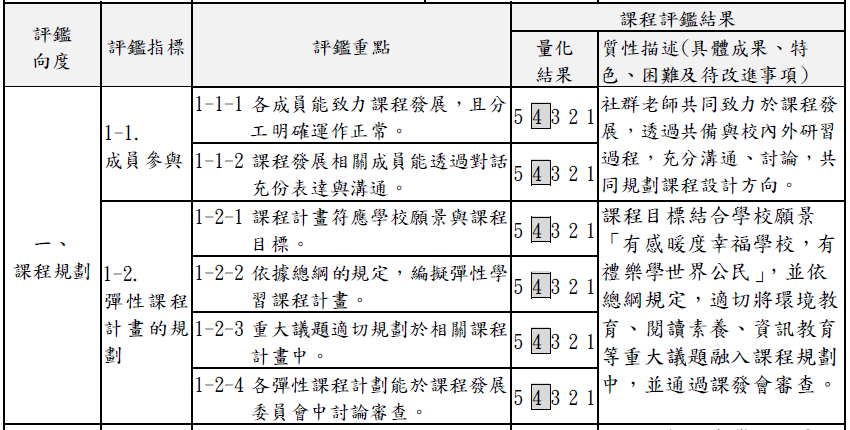 評鑑
向度
評鑑指標
評鑑重點
課程評鑑結果
量化
結果
質性描述(具體成果、特
色、困難及待改進事項)
一、
課程規劃
1-1.
成員參與
1-1-1 各成員能致力課程發展，且分
工明確運作正常。
5 4 3 2 1
1-1-2 課程發展相關成員能透過對話
充份表達與溝通。
5 4 3 2 1
社群老師共同致力於課程發
展，透過共備與校內外研習
過程，充分溝通、討論，共
同規劃課程設計方向。
1-2.
彈性課程
計畫的規
劃
1-2-1 課程計畫符應學校願景與課程
目標。
5 4 3 2 1
1-2-2 依據總綱的規定，編擬彈性學
習課程計畫。
5 4 3 2 1
1-2-3 重大議題適切規劃於相關課程
計畫中。
5 4 3 2 1
1-2-4 各彈性課程計劃能於課程發展
委員會中討論審查。
5 4 3 2 1
課程目標結合學校願景
「有感暖度幸福學校，有
禮樂學世界公民」，並依
總綱規定，適切將環境教
育、閱讀素養、資訊教育
等重大議題融入課程規劃
中，並通過課發會審查。